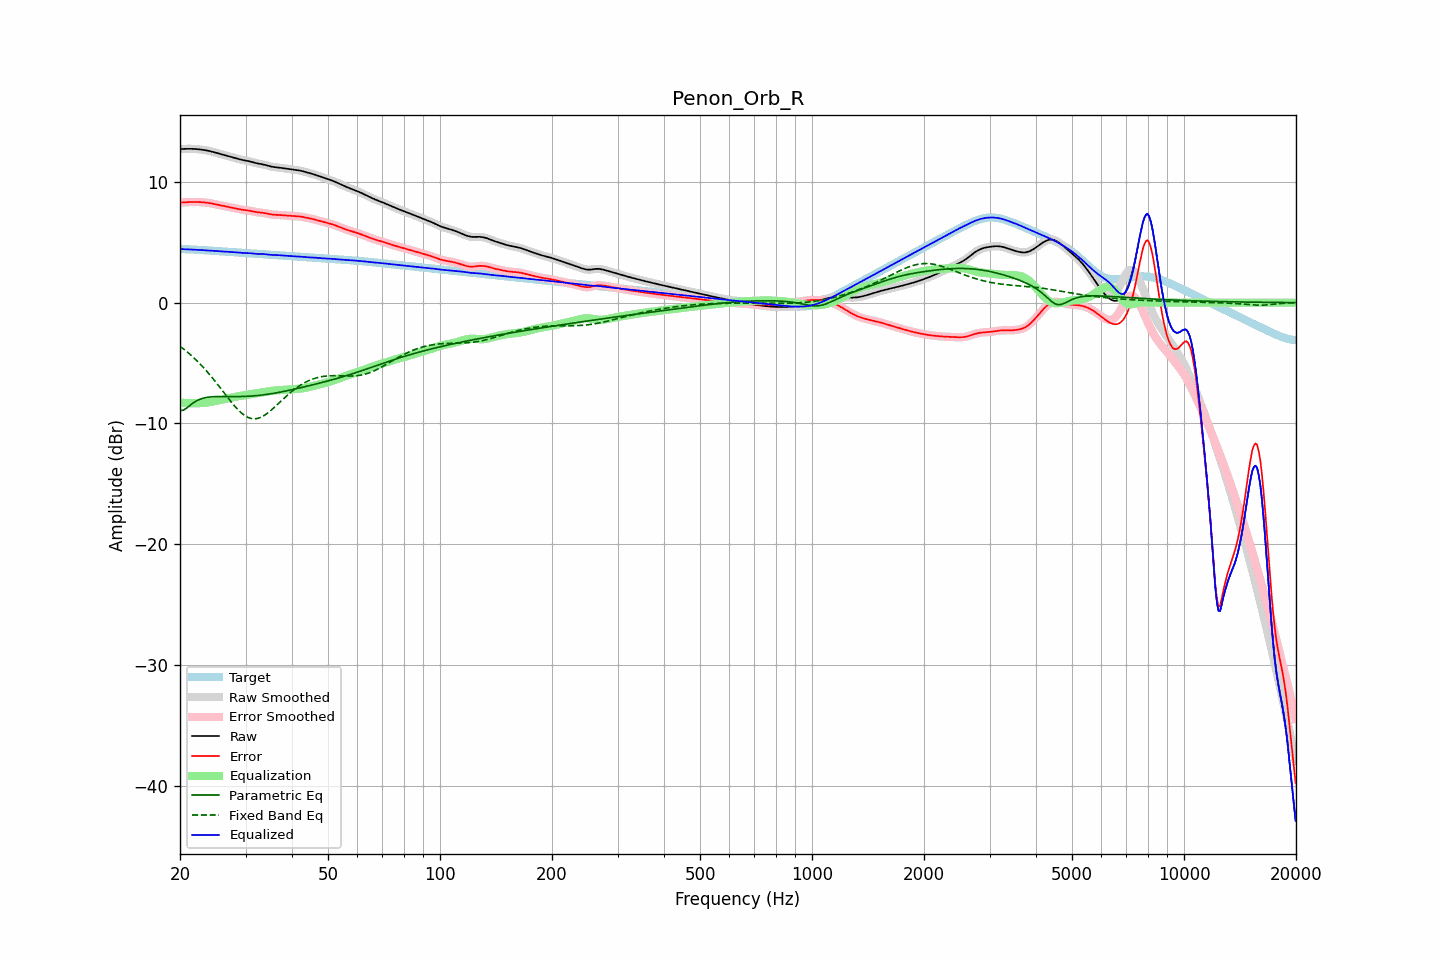 Penon_Orb_R
Amplitude (dBr)
10
0
−10
−20
−30
−40
Target
Raw Smoothed
Error Smoothed
Raw
Error
Equalization
Parametric Eq
Fixed Band Eq
Equalized
20 50 100 200 500 1000 2000 5000 10000 20000
Frequency (Hz)